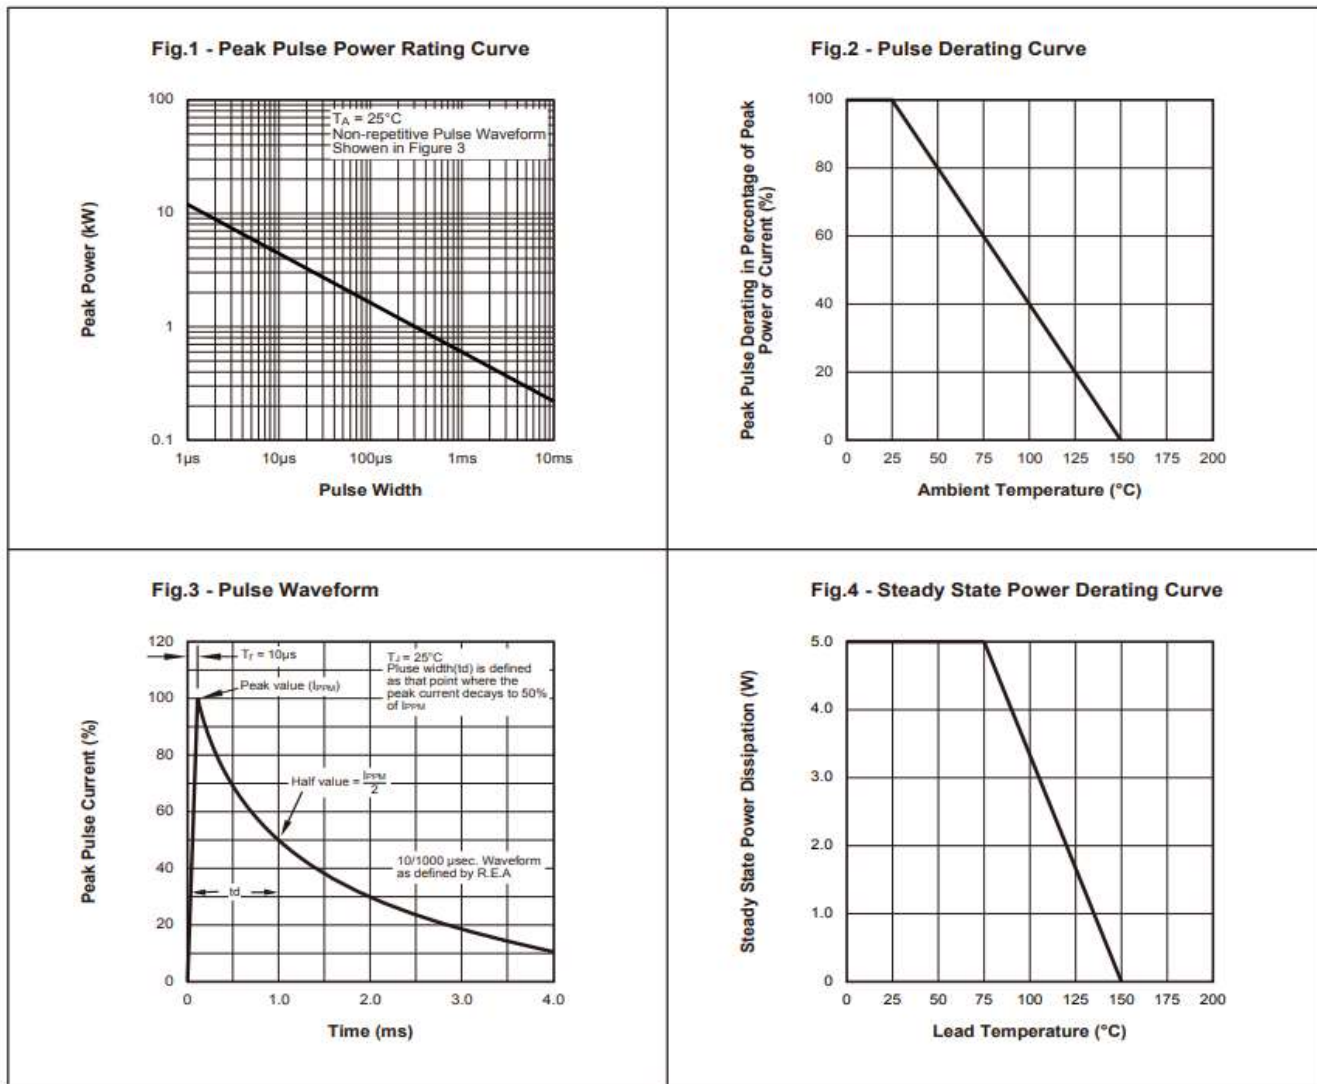 Fig.1 - Peak Pulse Power Rating Curve
Peak Power (kW)
100
10
1
0.1
TA = 25°C
Non-repetitive Pulse Waveform
Showen in Figure 3
1µs 10µs 100µs 1ms 10ms
Pulse Width
Fig.2 - Pulse Derating Curve
Peak Pulse Derating in Percentage of Peak
Power or Current (%)
100
80
60
40
20
0
0 25 50 75 100 125 150 175 200
Ambient Temperature (°C)
Fig.3 - Pulse Waveform
Peak Pulse Current (%)
120
100
80
60
40
20
0
Tr = 10µs
Peak value (IPPM)
TJ = 25°C
Pluse width(td) is defined
as that point where the
peak current decays to 50%
of IPPM
Half value = IPPM
2
10/1000 µsec. Waveform
as defined by R.E.A
td
0 1.0 2.0 3.0 4.0
Time (ms)
Fig.4 - Steady State Power Derating Curve
Steady State Power Dissipation (W)
5.0
4.0
3.0
2.0
1.0
0
0 25 50 75 100 125 150 175 200
Lead Temperature (°C)